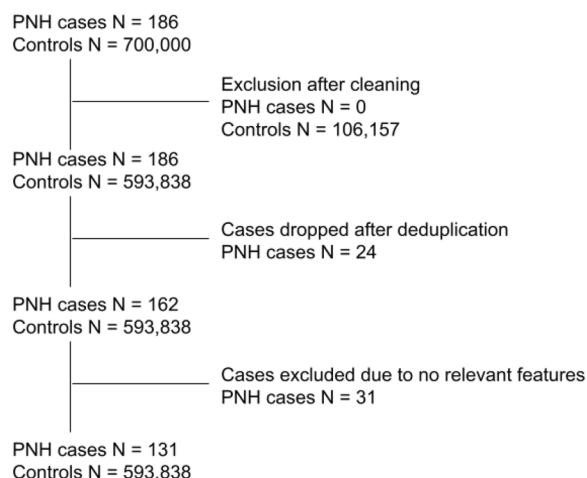 PNH cases N = 186
Controls N = 700,000
Exclusion after cleaning
PNH cases N = 0
Controls N = 106,157
PNH cases N = 186
Controls N = 593,838
Cases dropped after deduplication
PNH cases N = 24
PNH cases N = 162
Controls N = 593,838
Cases excluded due to no relevant features
PNH cases N = 31
PNH cases N = 131
Controls N = 593,838